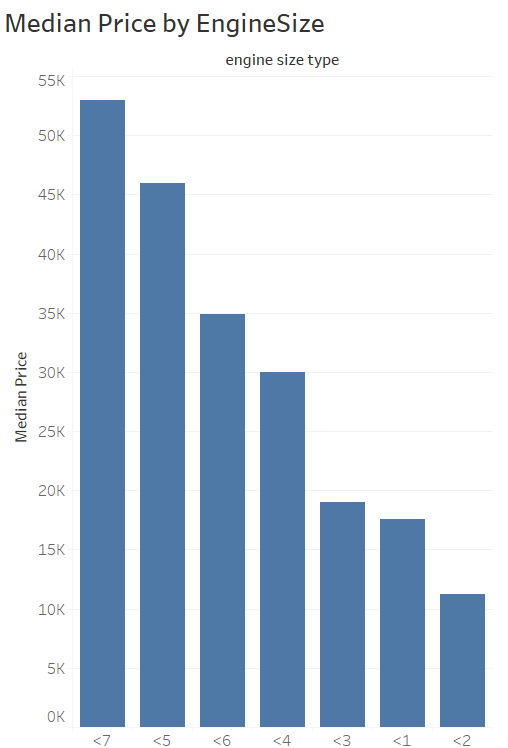 Median Price by EngineSize
engine size type
55K
50K
45K
40K
35K
30K
25K
20K
15K
10K
5K
0K
Median Price
<7 <5 <6 <4 <3 <1 <2